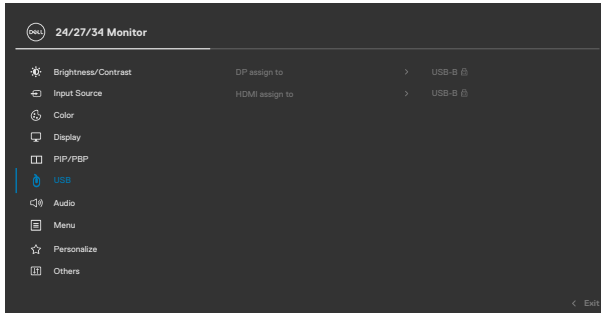 DELL 24/27/34 Monitor
Brightness/Contrast DP assign to > USB-B
Input Source HDMI assign to > USB-B
Color
Display
PIP/PBP
USB
Audio
Menu
Personalize
Others
< Exit